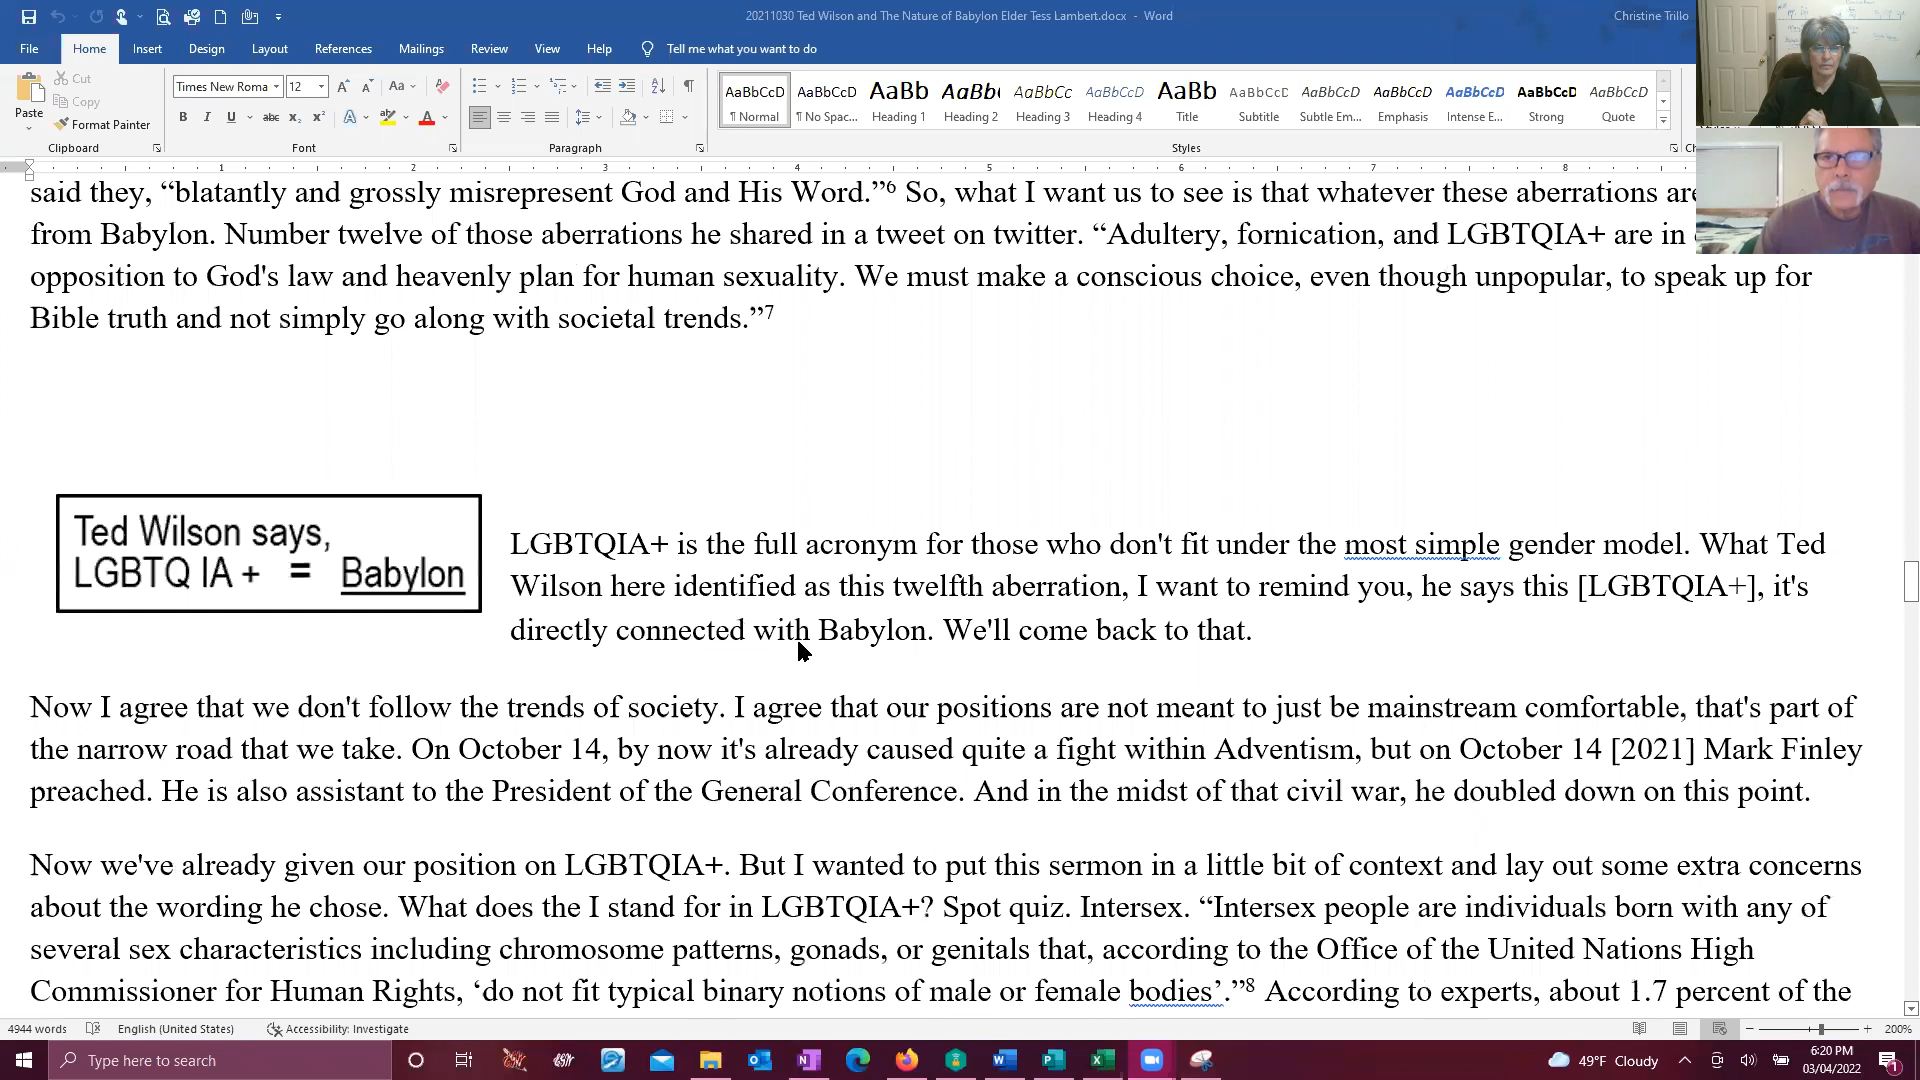 20211030 Ted Wilson and The Nature of Babylon Elder Tess Lambert.docx - Word
Christine Trillo
File Home Insert Design Layout References Mailings Review View Help Tell me what you want to do
Paste
Cut
Copy
Format Painter
Clipboard
Times New Roma 12
Font
Paragraph
AaBbCcD AaBbCcD AaBb AaBb( AaBbCc AaBbCcD AaBb AaBbCcD AaBbCcD AaBbCcD AaBbCcD AaBbCcD AaBbCcD
¶ Normal ¶ No Spac... Heading 1 Heading 2 Heading 3 Heading 4 Title Subtitle Subtle Em... Emphasis Intense E... Strong Quote
Styles
1 2 3 4 5 6 7 8
said they, “blatantly and grossly misrepresent God and His Word.”⁶ So, what I want us to see is that whatever these aberrations are
from Babylon. Number twelve of those aberrations he shared in a tweet on twitter. “Adultery, fornication, and LGBTQIA+ are in
opposition to God's law and heavenly plan for human sexuality. We must make a conscious choice, even though unpopular, to speak up for
Bible truth and not simply go along with societal trends.”⁷
Ted Wilson says,
LGBTQ IA + = Babylon
LGBTQIA+ is the full acronym for those who don't fit under the most simple gender model. What Ted
Wilson here identified as this twelfth aberration, I want to remind you, he says this [LGBTQIA+], it's
directly connected with Babylon. We'll come back to that.
Now I agree that we don't follow the trends of society. I agree that our positions are not meant to just be mainstream comfortable, that's part of
the narrow road that we take. On October 14, by now it's already caused quite a fight within Adventism, but on October 14 [2021] Mark Finley
preached. He is also assistant to the President of the General Conference. And in the midst of that civil war, he doubled down on this point.
Now we've already given our position on LGBTQIA+. But I wanted to put this sermon in a little bit of context and lay out some extra concerns
about the wording he chose. What does the I stand for in LGBTQIA+? Spot quiz. Intersex. “Intersex people are individuals born with any of
several sex characteristics including chromosome patterns, gonads, or genitals that, according to the Office of the United Nations High
Commissioner for Human Rights, ‘do not fit typical binary notions of male or female bodies’.”⁸ According to experts, about 1.7 percent of the
4944 words English (United States) Accessibility: Investigate 200%
Type here to search
49°F Cloudy
6:20 PM
03/04/2022